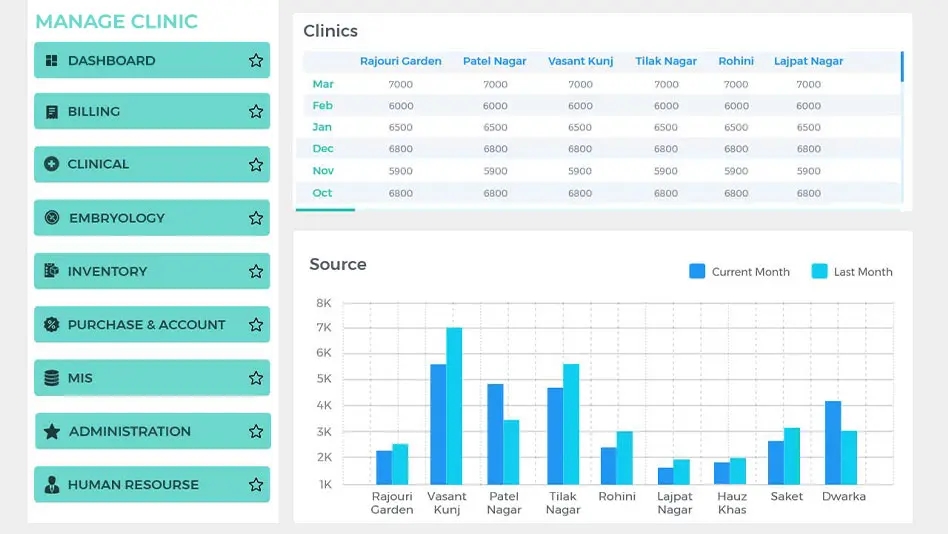 MANAGE CLINIC
DASHBOARD
BILLING
CLINICAL
EMBRYOLOGY
INVENTORY
PURCHASE & ACCOUNT
MIS
ADMINISTRATION
HUMAN RESOURSE
Clinics
Rajouri Garden Patel Nagar Vasant Kunj Tilak Nagar Rohini Lajpat Nagar
Mar 7000 7000 7000 7000 7000 7000
Feb 6000 6000 6000 6000 6000 6000
Jan 6500 6500 6500 6500 6500 6500
Dec 6800 6800 6800 6800 6800 6800
Nov 5900 5900 5900 5900 5900 5900
Oct 6800 6800 6800 6800 6800 6800
Source
Current Month Last Month
8K
7K
6K
5K
4K
3K
2K
1K
Rajouri Vasant Patel Tilak Rohini Lajpat Hauz Saket Dwarka
Garden Kunj Nagar Nagar Nagar Khas